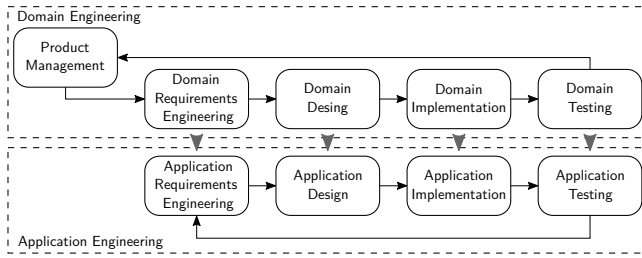 Domain Engineering
Product
Management
Domain
Requirements
Engineering
Domain
Desing
Domain
Implementation
Domain
Testing
Application
Requirements
Engineering
Application
Design
Application
Implementation
Application
Testing
Application Engineering